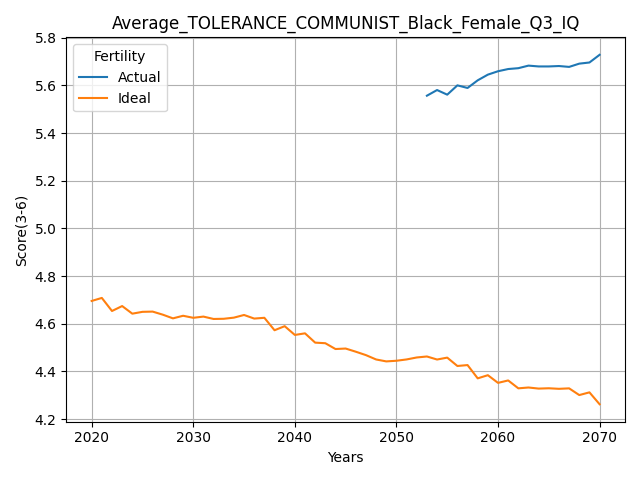 Average_TOLERANCE_COMMUNIST_Black_Female_Q3_IQ
Fertility
Actual
Ideal
5.8
5.6
5.4
5.2
5.0
4.8
4.6
4.4
4.2
Score(3-6)
2020 2030 2040 2050 2060 2070
Years